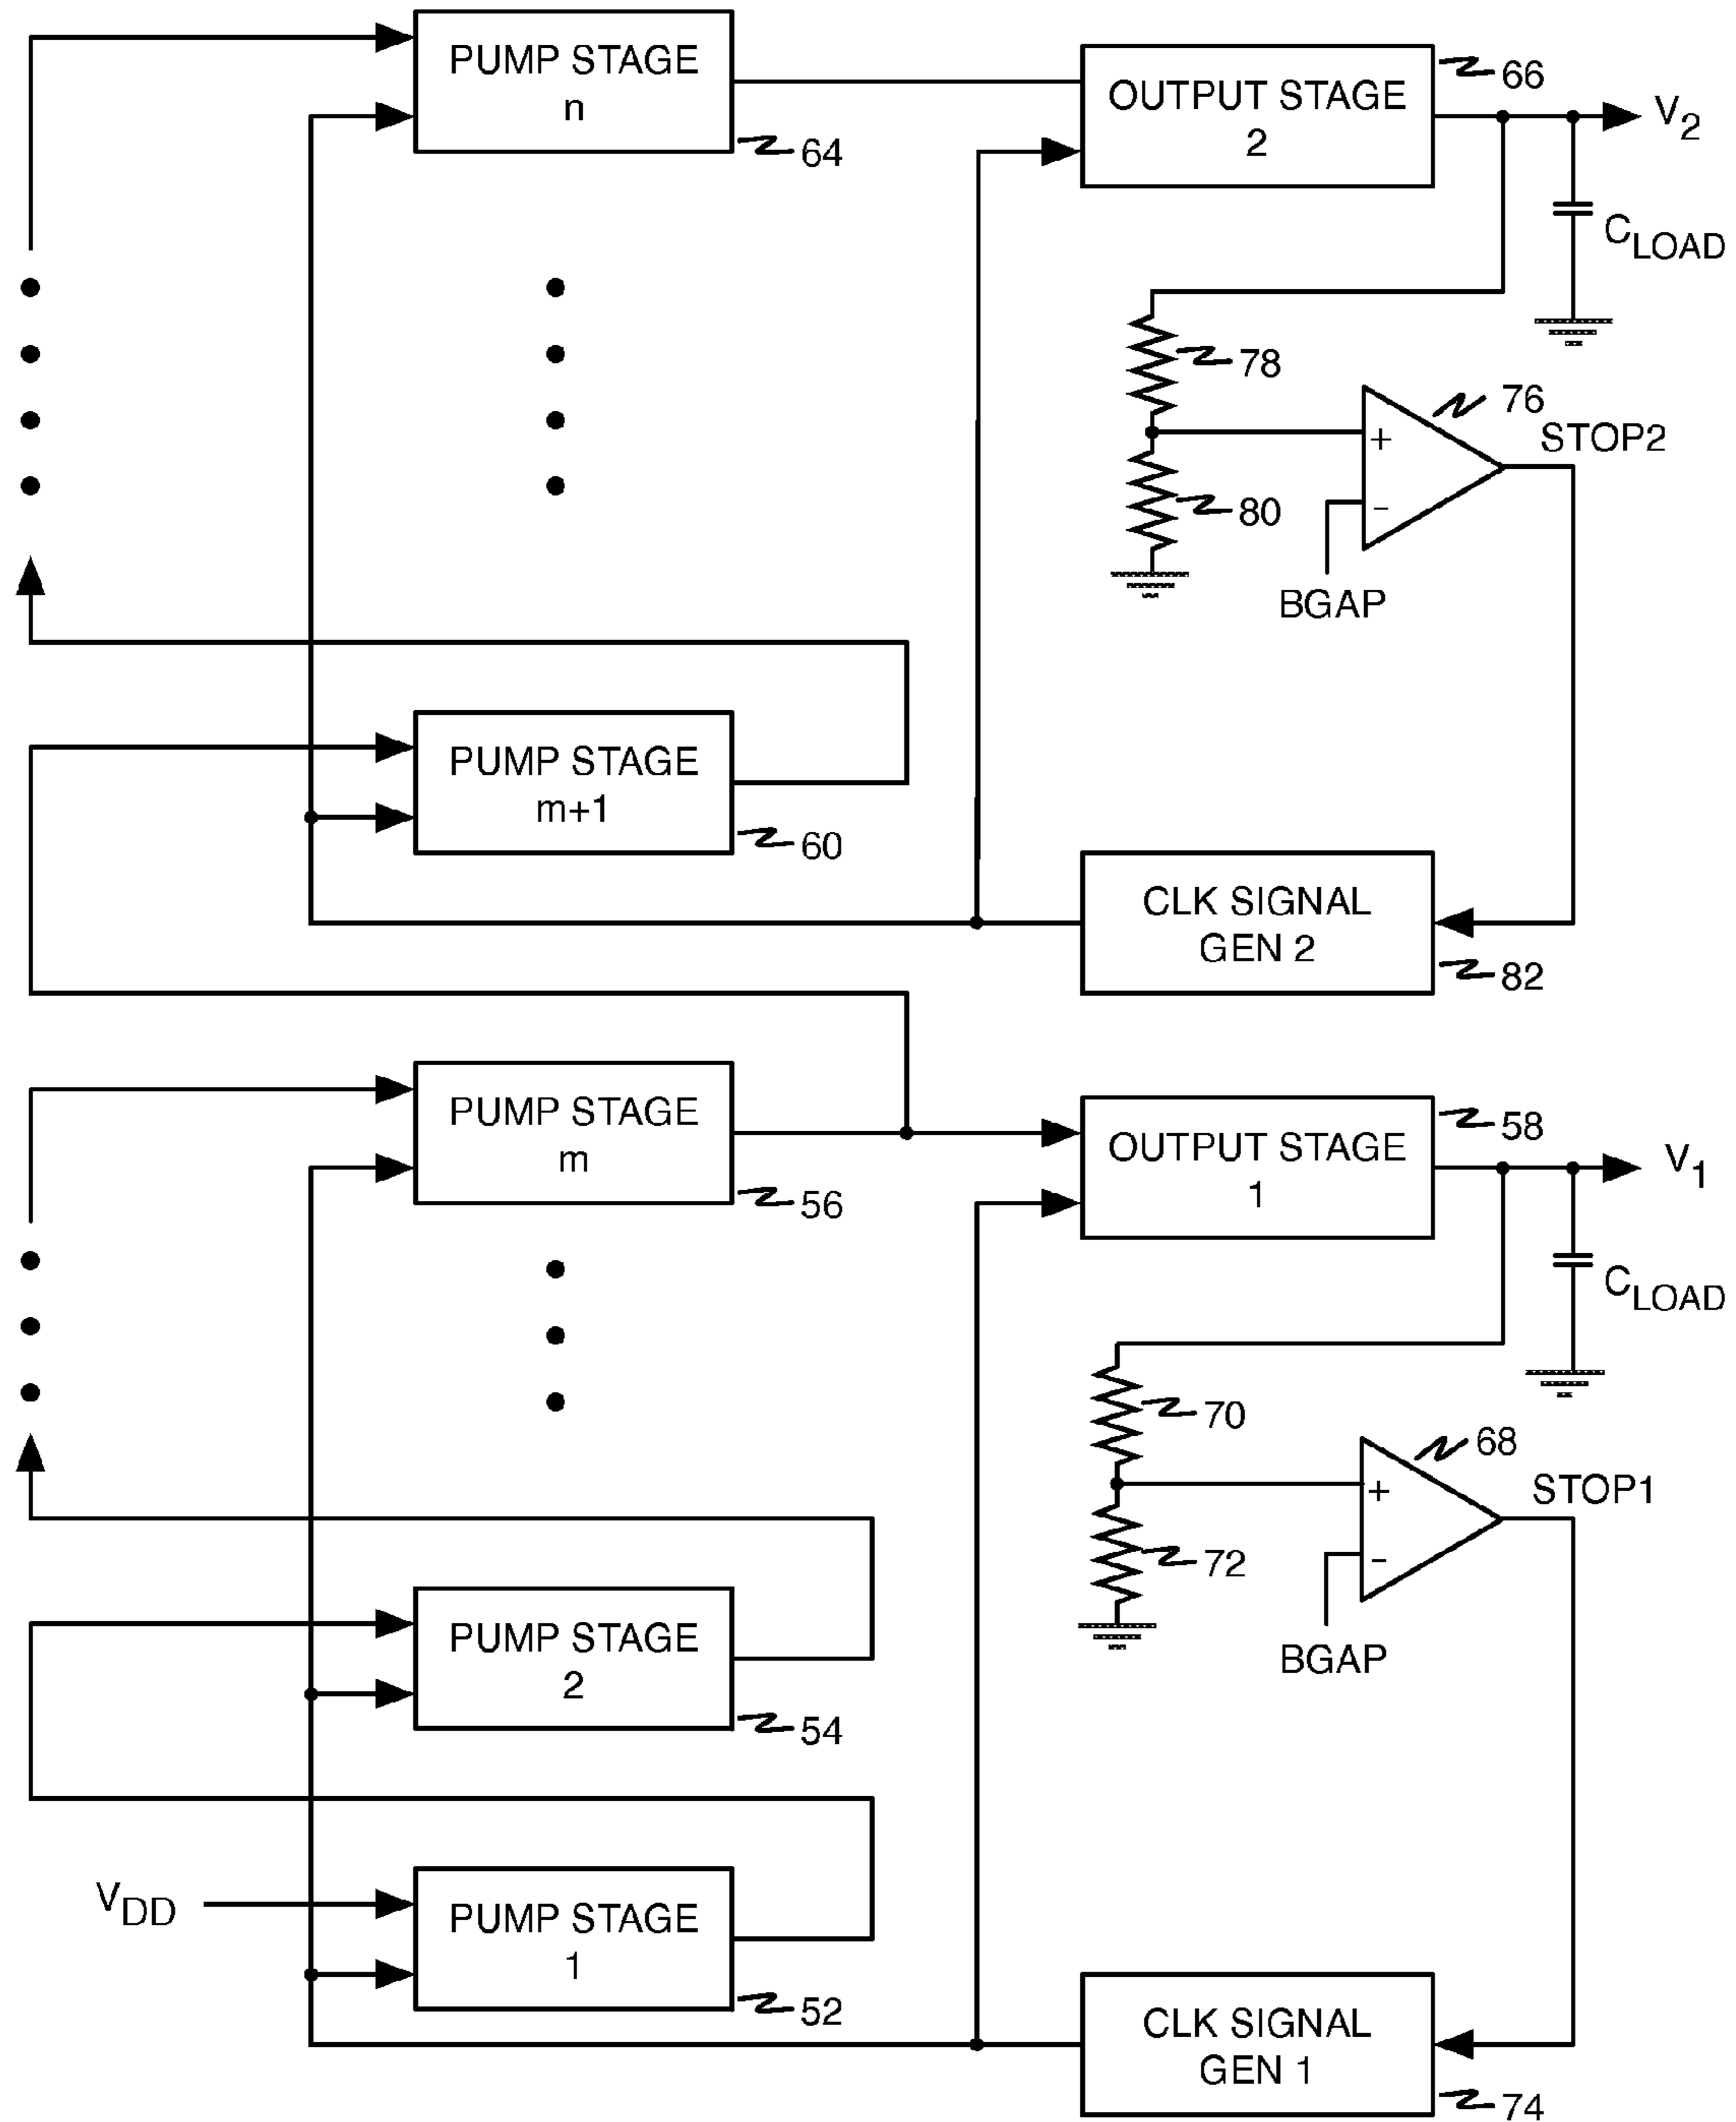 PUMP STAGE
n
64
OUTPUT STAGE
2
66
V2
CLOAD
78
80
+
-
76
STOP2
BGAP
PUMP STAGE
m+1
60
CLK SIGNAL
GEN 2
82
PUMP STAGE
m
56
OUTPUT STAGE
1
58
V1
CLOAD
70
72
+
-
68
STOP1
BGAP
PUMP STAGE
2
54
VDD
PUMP STAGE
1
52
CLK SIGNAL
GEN 1
74